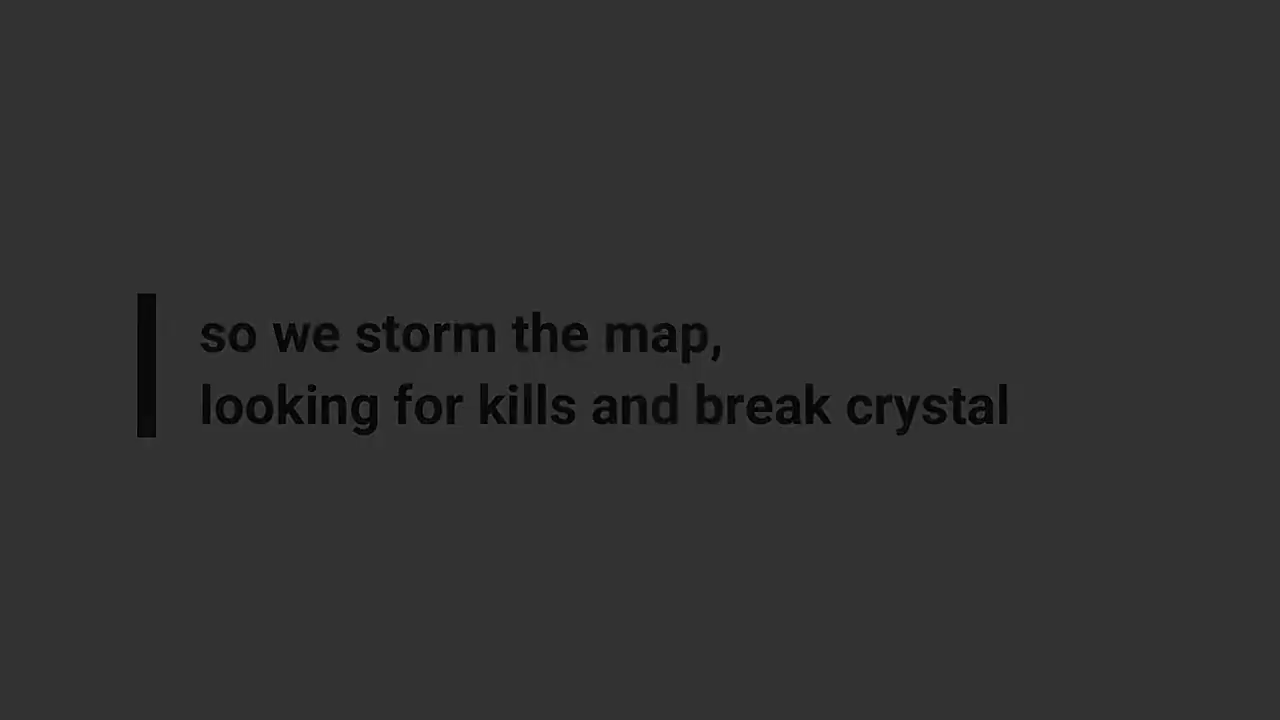 so we storm the map,
looking for kills and break crystal